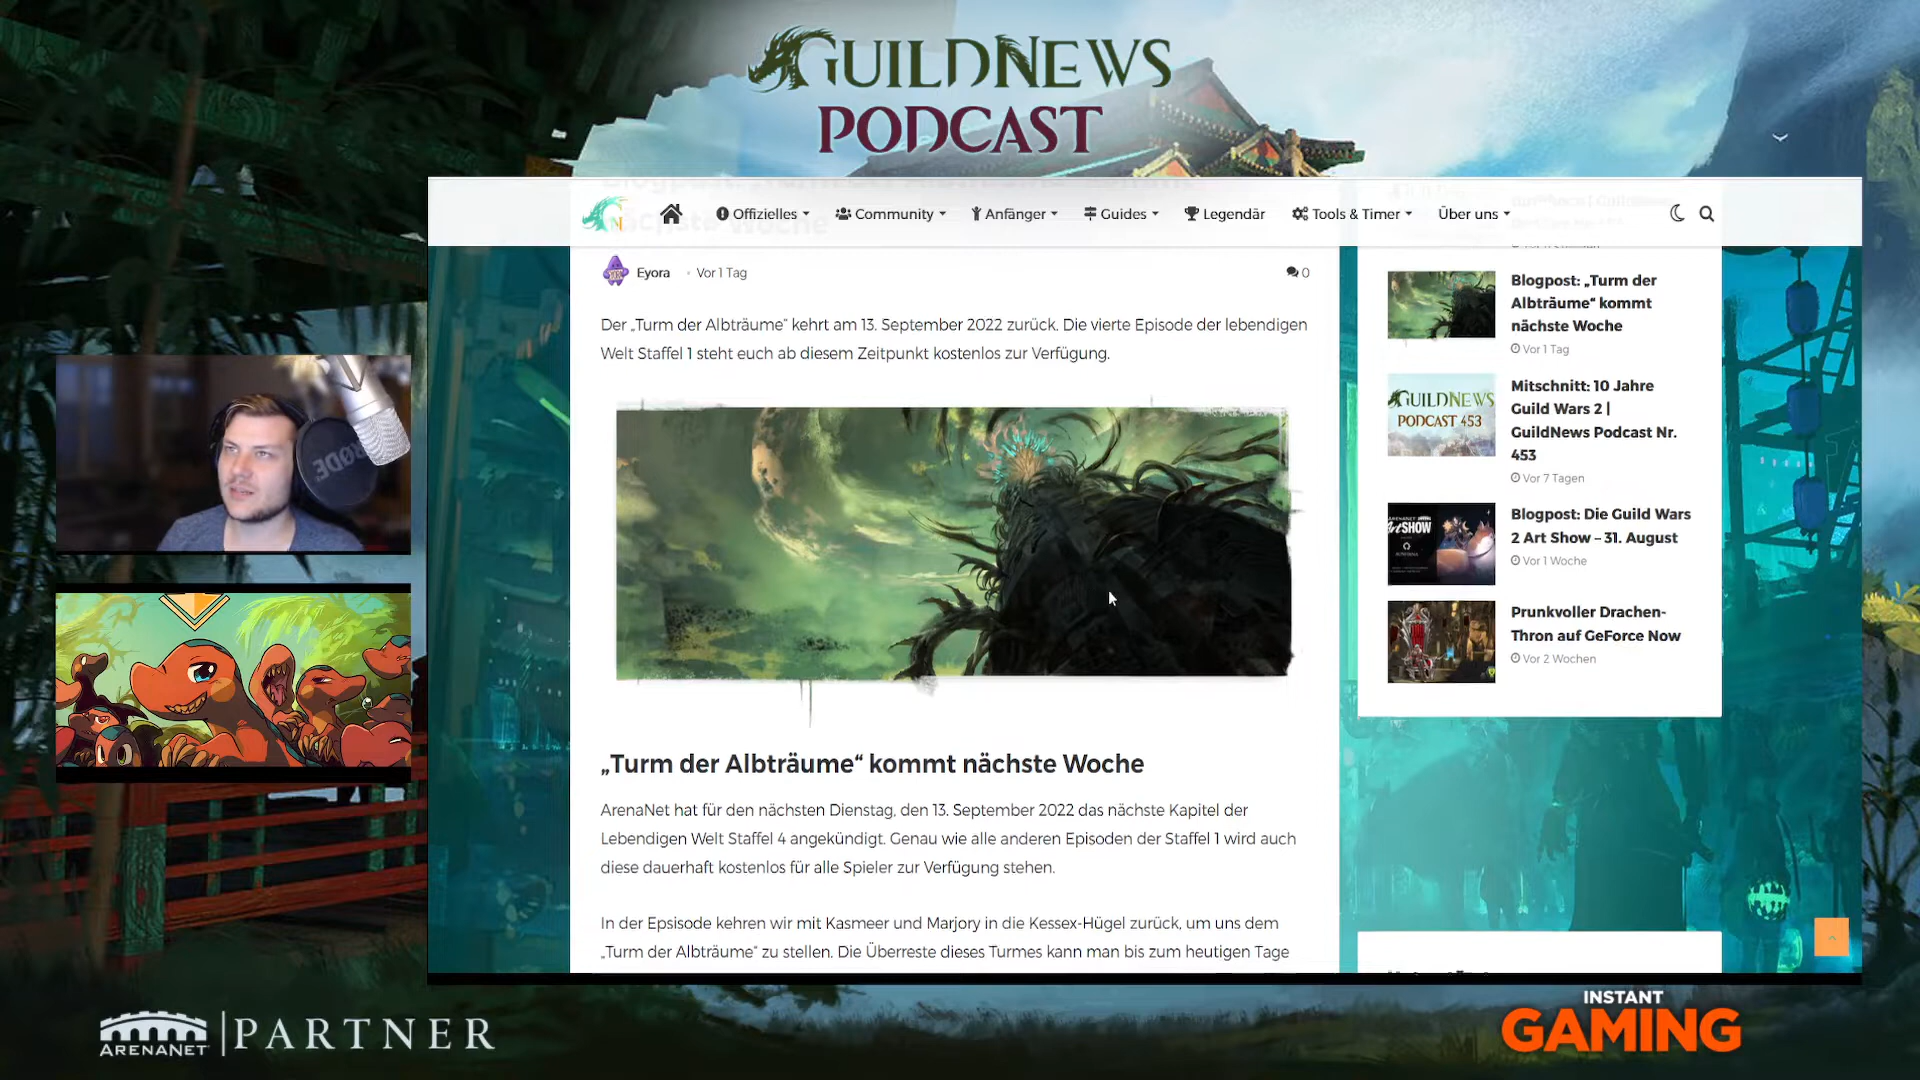 GUILDNEWS
PODCAST
Offizielles
Community
Anfänger
Guides
Legendär
Tools & Timer
Über uns
nächste Woche
Eyora
Vor 1 Tag
0
Der „Turm der Albträume“ kehrt am 13. September 2022 zurück. Die vierte Episode der lebendigen
Welt Staffel 1 steht euch ab diesem Zeitpunkt kostenlos zur Verfügung.
„Turm der Albträume“ kommt nächste Woche
ArenaNet hat für den nächsten Dienstag, den 13. September 2022 das nächste Kapitel der
Lebendigen Welt Staffel 4 angekündigt. Genau wie alle anderen Episoden der Staffel 1 wird auch
diese dauerhaft kostenlos für alle Spieler zur Verfügung stehen.
In der Epsisode kehren wir mit Kasmeer und Marjory in die Kessex-Hügel zurück, um uns dem
„Turm der Albträume“ zu stellen. Die Überreste dieses Turmes kann man bis zum heutigen Tage
Blogpost: „Turm der
Albträume“ kommt
nächste Woche
Vor 1 Tag
GUILDNEWS
PODCAST 453
Mitschnitt: 10 Jahre
Guild Wars 2 |
GuildNews Podcast Nr.
453
Vor 7 Tagen
ArtSHOW
Blogpost: Die Guild Wars
2 Art Show – 31. August
Vor 1 Woche
Prunkvoller Drachen-
Thron auf GeForce Now
Vor 2 Wochen
RØDE
ARENANET
PARTNER
INSTANT
GAMING